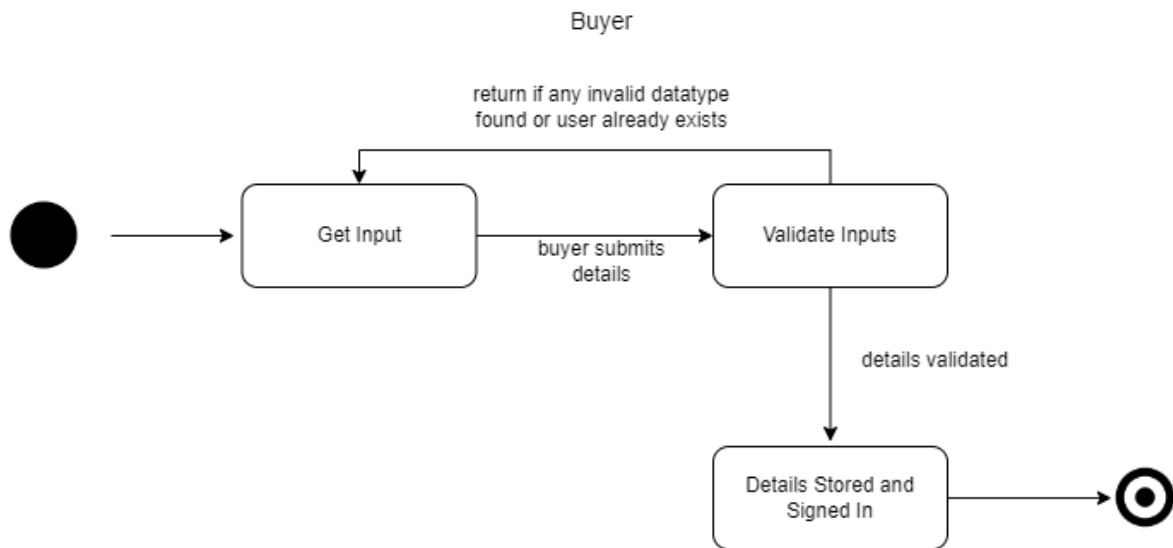 Buyer
return if any invalid datatype
found or user already exists
Get Input
buyer submits
details
Validate Inputs
details validated
Details Stored and
Signed In